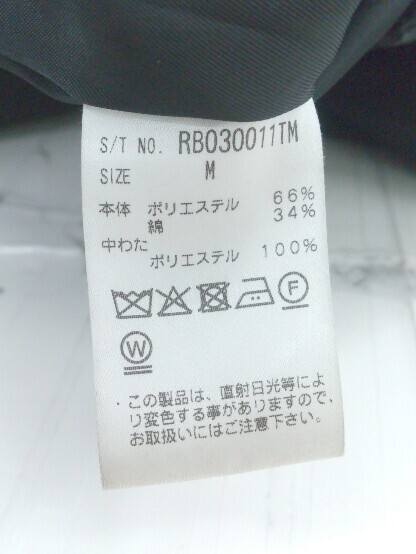 S/T NO. RB030011TM
SIZE M
本体 ポリエステル 66%
綿 34%
中わた
ポリエステル 100%
F
W
・この製品は、直射日光等によ
り変色する事がありますので、
お取扱いにはご注意下さい。